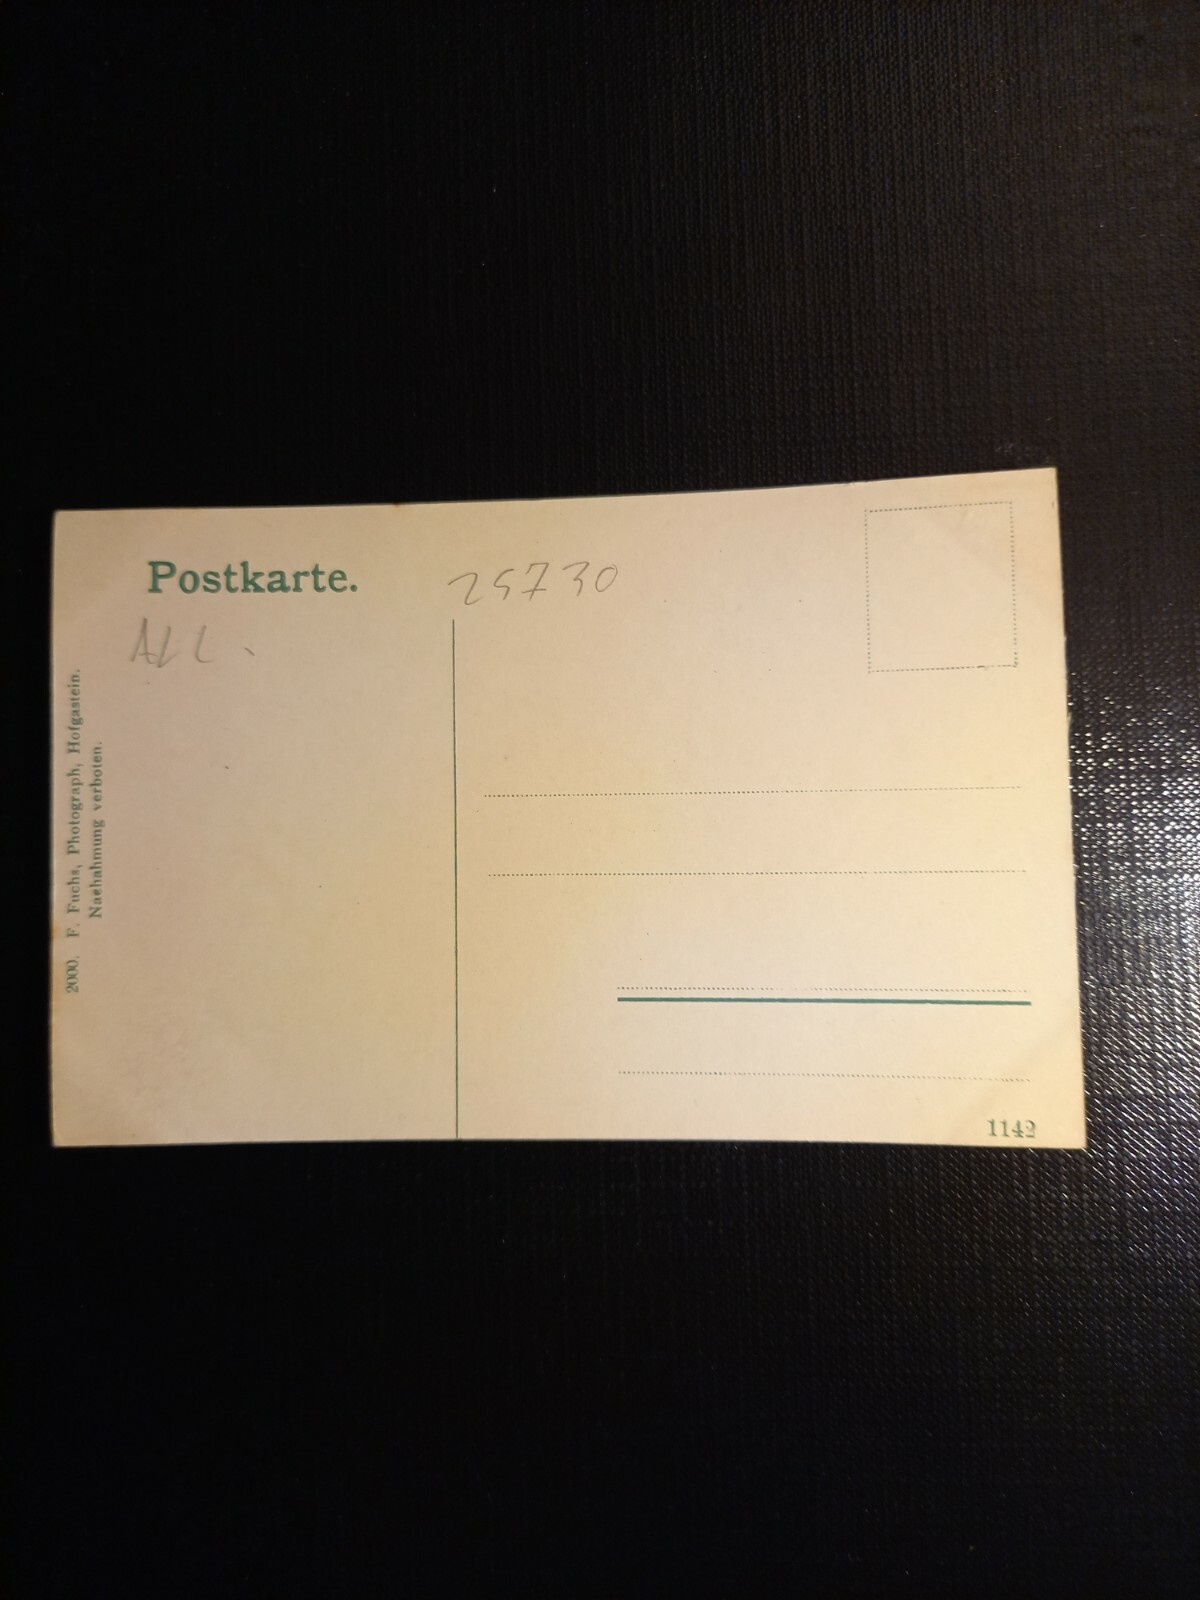 Postkarte.
25730
ALL.
2000. F. Fuchs, Photograph, Hofgastein.
Nachahmung verboten.
1142